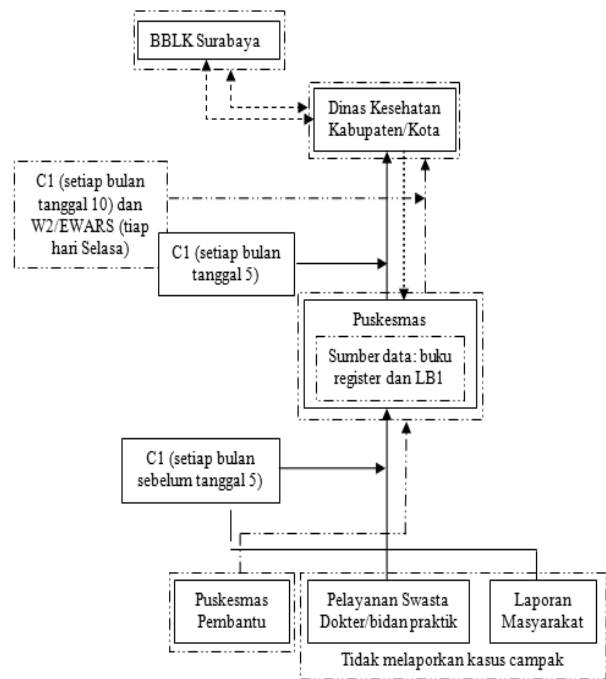 BBLK Surabaya
Dinas Kesehatan
Kabupaten/Kota
C1 (setiap bulan
tanggal 10) dan
W2/EWARS (tiap
hari Selasa)
C1 (setiap bulan
tanggal 5)
Puskesmas
Sumber data: buku
register dan LB1
C1 (setiap bulan
sebelum tanggal 5)
Puskesmas
Pembantu
Pelayanan Swasta
Dokter/bidan praktik
Laporan
Masyarakat
Tidak melaporkan kasus campak